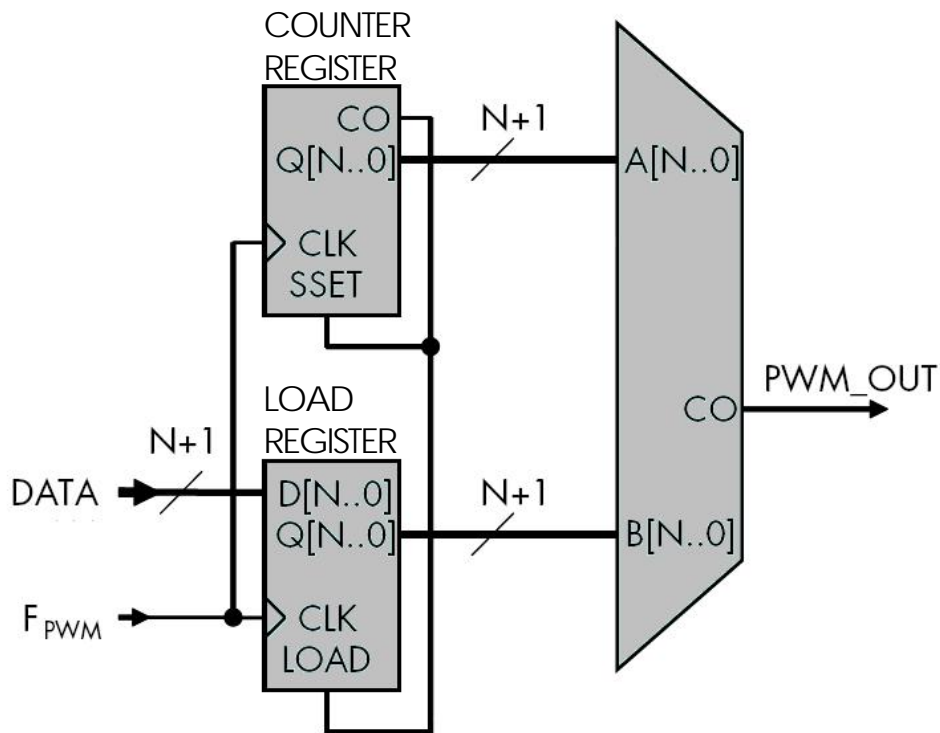 COUNTER
REGISTER
CO
Q[N..0]
CLK
SSET
N+1
A[N..0]
CO
PWM_OUT
LOAD
REGISTER
N+1
DATA
D[N..0]
Q[N..0]
N+1
B[N..0]
FPWM
CLK
LOAD